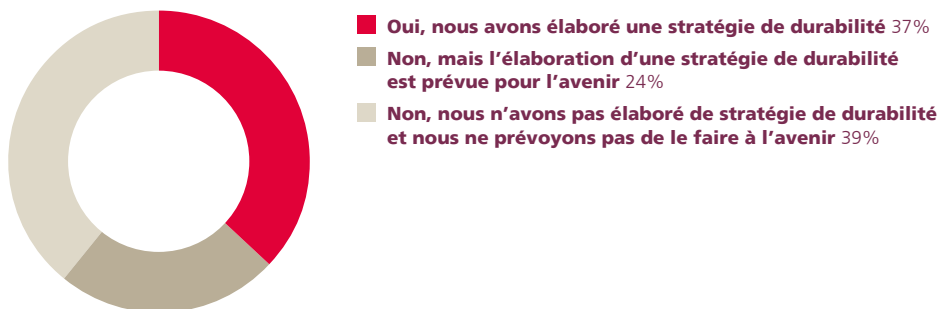 Oui, nous avons élaboré une stratégie de durabilité 37%
Non, mais l’élaboration d’une stratégie de durabilité
est prévue pour l’avenir 24%
Non, nous n’avons pas élaboré de stratégie de durabilité
et nous ne prévoyons pas de le faire à l’avenir 39%